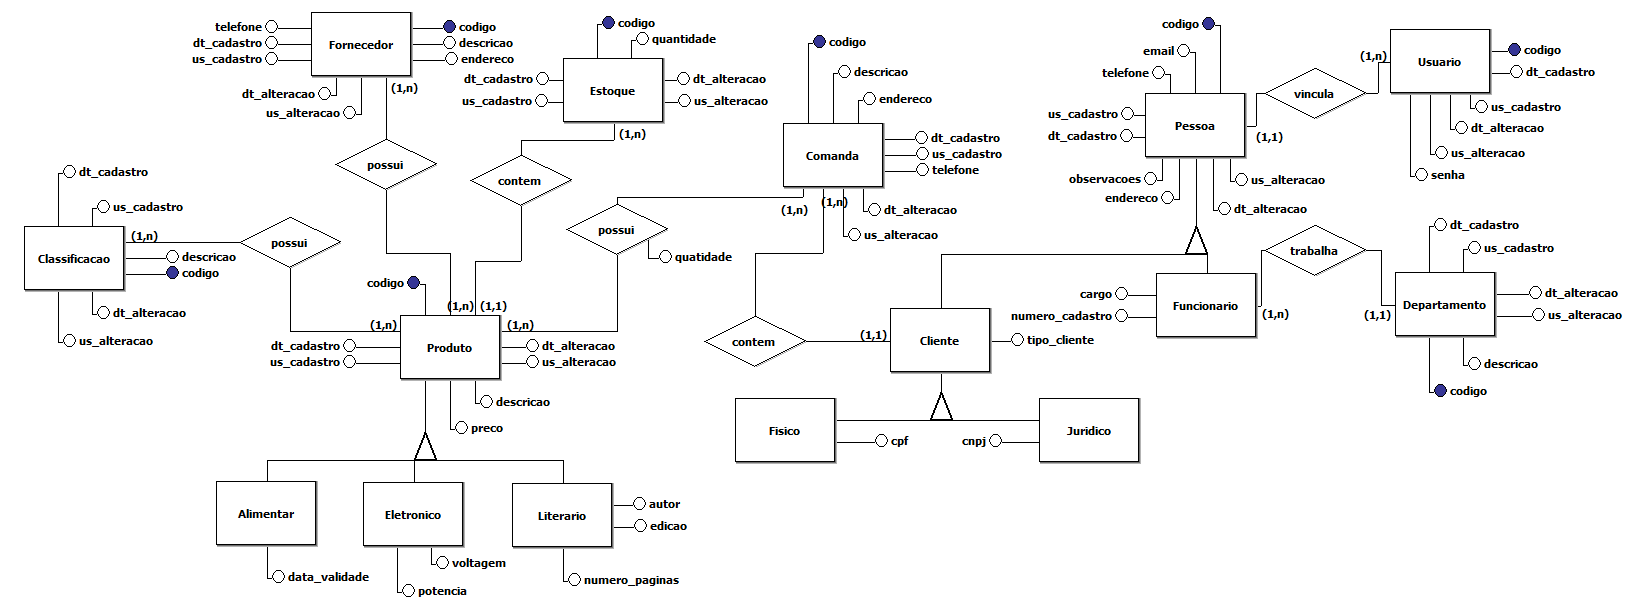 telefone
dt_cadastro
us_cadastro
Fornecedor
codigo
descricao
endereco
dt_alteracao
us_alteracao
(1,n)
possui
codigo
quantidade
dt_cadastro
us_cadastro
Estoque
dt_alteracao
us_alteracao
(1,n)
contem
codigo
descricao
endereco
Comanda
dt_cadastro
us_cadastro
telefone
dt_alteracao
us_alteracao
(1,n)
(1,n)
possui
quatidade
codigo
email
telefone
us_cadastro
dt_cadastro
Pessoa
(1,1)
observacoes
endereco
us_alteracao
dt_alteracao
vincula
(1,n)
Usuario
codigo
dt_cadastro
us_cadastro
dt_alteracao
us_alteracao
senha
dt_cadastro
us_cadastro
Classificacao
(1,n)
descricao
codigo
dt_alteracao
us_alteracao
possui
codigo
(1,n)
(1,1)
(1,n)
(1,n)
Produto
dt_cadastro
us_cadastro
dt_alteracao
us_alteracao
descricao
preco
contem
(1,1)
Cliente
tipo_cliente
cargo
numero_cadastro
Funcionario
(1,n)
trabalha
(1,1)
dt_cadastro
us_cadastro
Departamento
dt_alteracao
us_alteracao
descricao
codigo
Fisico
cpf
cnpj
Juridico
Alimentar
data_validade
Eletronico
voltagem
potencia
Literario
autor
edicao
numero_paginas